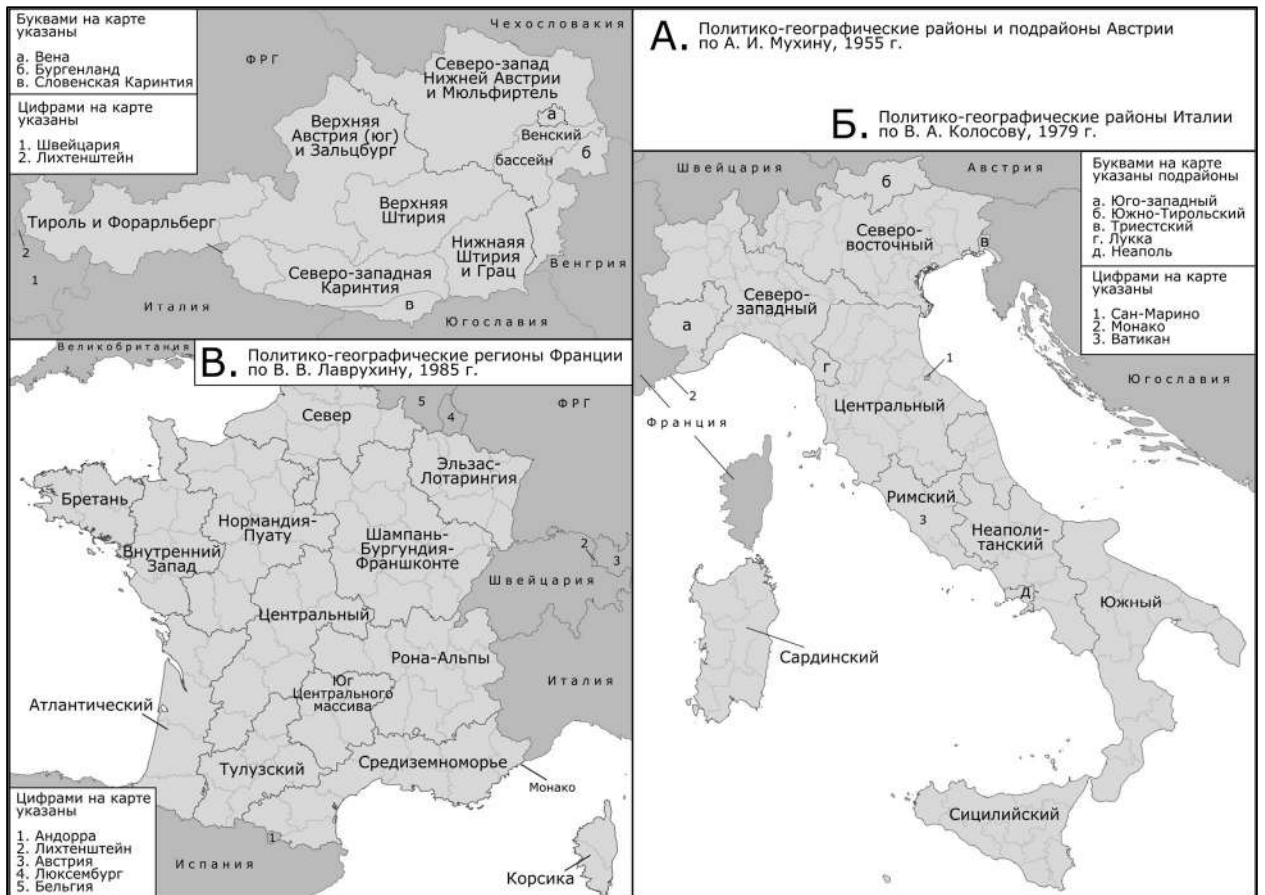 Буквами на карте
указаны
а. Вена
б. Бургенланд
в. Словенская Каринтия
Цифрами на карте
указаны
1. Швейцария
2. Лихтенштейн
ФРГ
Чехословакия
Северо-запад
Нижней Австрии
и Мюльфиртель
Верхняя
Австрия (юг)
и Зальцбург
а
Венский
бассейн
б
Верхняя
Штирия
Тироль и Форарльберг
Нижнаяя
Штирия
и Грац
Северо-западная
Каринтия
в
2
1
Италия
Югославия
Венгрия
А. Политико-географические районы и подрайоны Австрии
по А. И. Мухину, 1955 г.
Б. Политико-географические районы Италии
по В. А. Колосову, 1979 г.
Швейцария
Австрия
Буквами на карте
указаны подрайоны
а. Юго-западный
б. Южно-Тирольский
в. Триестский
г. Лукка
д. Неаполь
Цифрами на карте
указаны
1. Сан-Марино
2. Монако
3. Ватикан
б
Северо-
восточный
в
Северо-
западный
а
г
1
2
Франция
Центральный
Югославия
Римский
3
Неаполи-
танский
д
Южный
Сардинский
Сицилийский
Великобритания
В. Политико-географические регионы Франции
по В. В. Лаврухину, 1985 г.
5
4
ФРГ
Север
Эльзас-
Лотарингия
Бретань
Нормандия-
Пуату
Внутренний
Запад
Шампань-
Бургундия-
Франшконте
2
3
Швейцария
Центральный
Рона-Альпы
Италия
Юг
Центрального
массива
Атлантический
Тулузский
Средиземноморье
Монако
Цифрами на карте
указаны
1. Андорра
2. Лихтенштейн
3. Австрия
4. Люксембург
5. Бельгия
1
Испания
Корсика